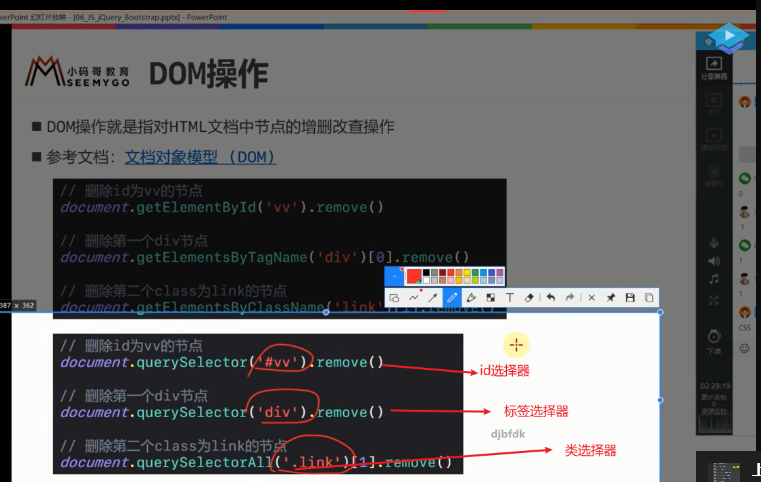 werPoint 幻灯片放映 - [06_JS_jQuery_Bootstrap.pptx] - PowerPoint
小码哥教育
SEEMYGO
DOM操作
分享屏幕
■ DOM操作就是指对HTML文档中节点的增删改查操作
■ 参考文档：文档对象模型 （DOM）
// 删除id为vv的节点
document.getElementById('vv').remove()
// 删除第一个div节点
document.getElementsByTagName('div')[0].remove()
// 删除第二个class为link的节点
document.getElementsByClassName('link'
387 x 362
// 删除id为vv的节点
document.querySelector('#vv').remove()
id选择器
// 删除第一个div节点
document.querySelector('div').remove()
标签选择器
djbfdk
// 删除第二个class为link的节点
document.querySelectorAll('.link')[1].remove()
类选择器
CSS
下课
02:29:19
上